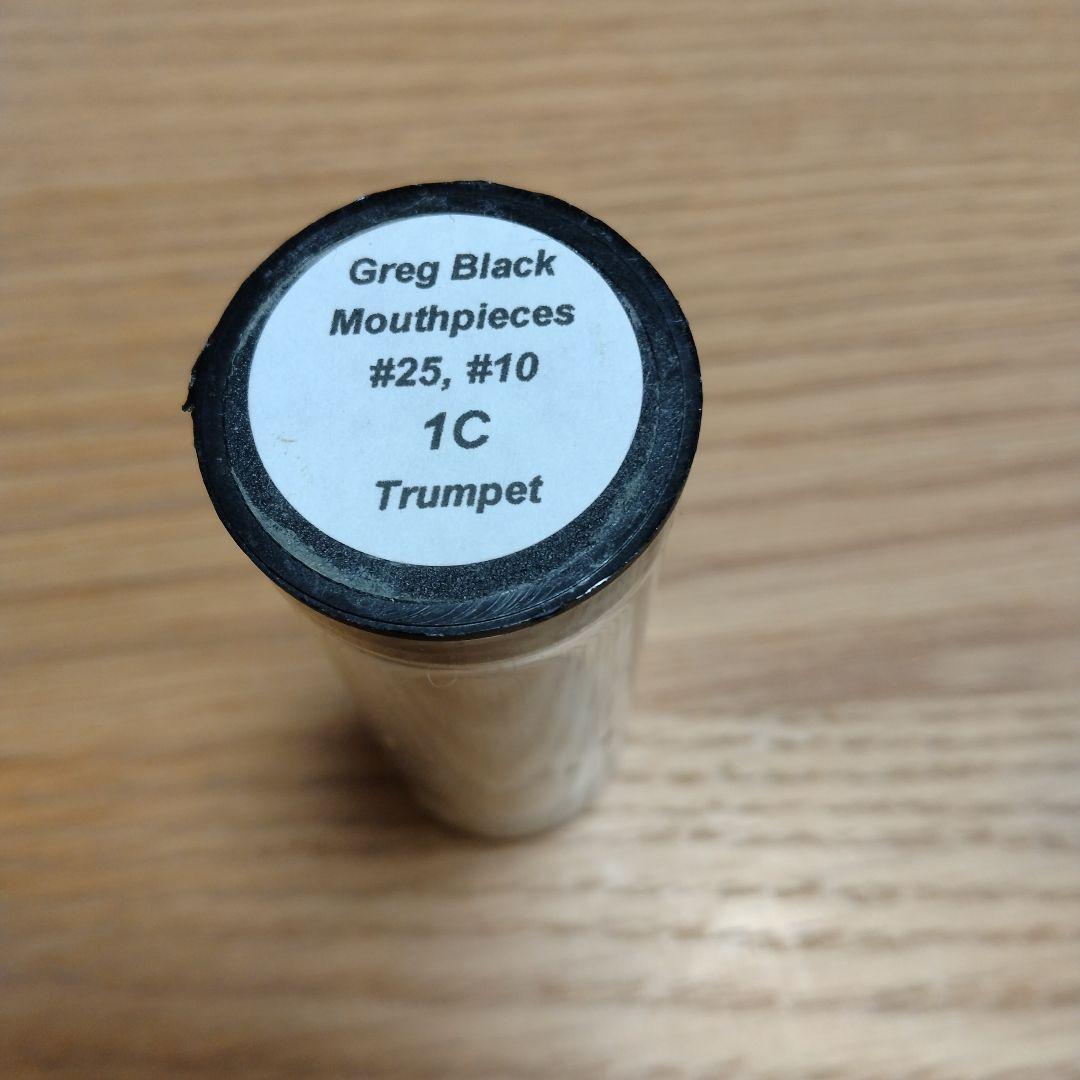 Greg Black
Mouthpieces
#25, #10
1C
Trumpet